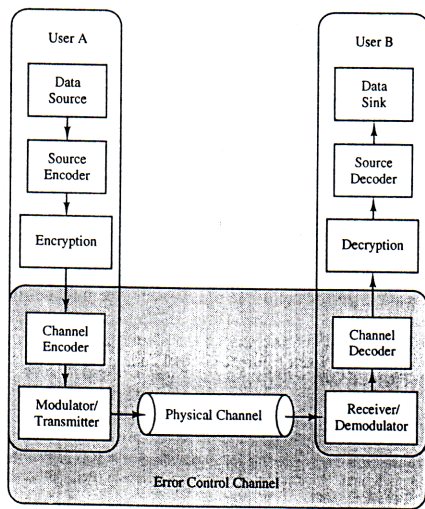 User A
Data
Source
Source
Encoder
Encryption
Channel
Encoder
Modulator/
Transmitter
Physical Channel
User B
Data
Sink
Source
Decoder
Decryption
Channel
Decoder
Receiver/
Demodulator
Error Control Channel